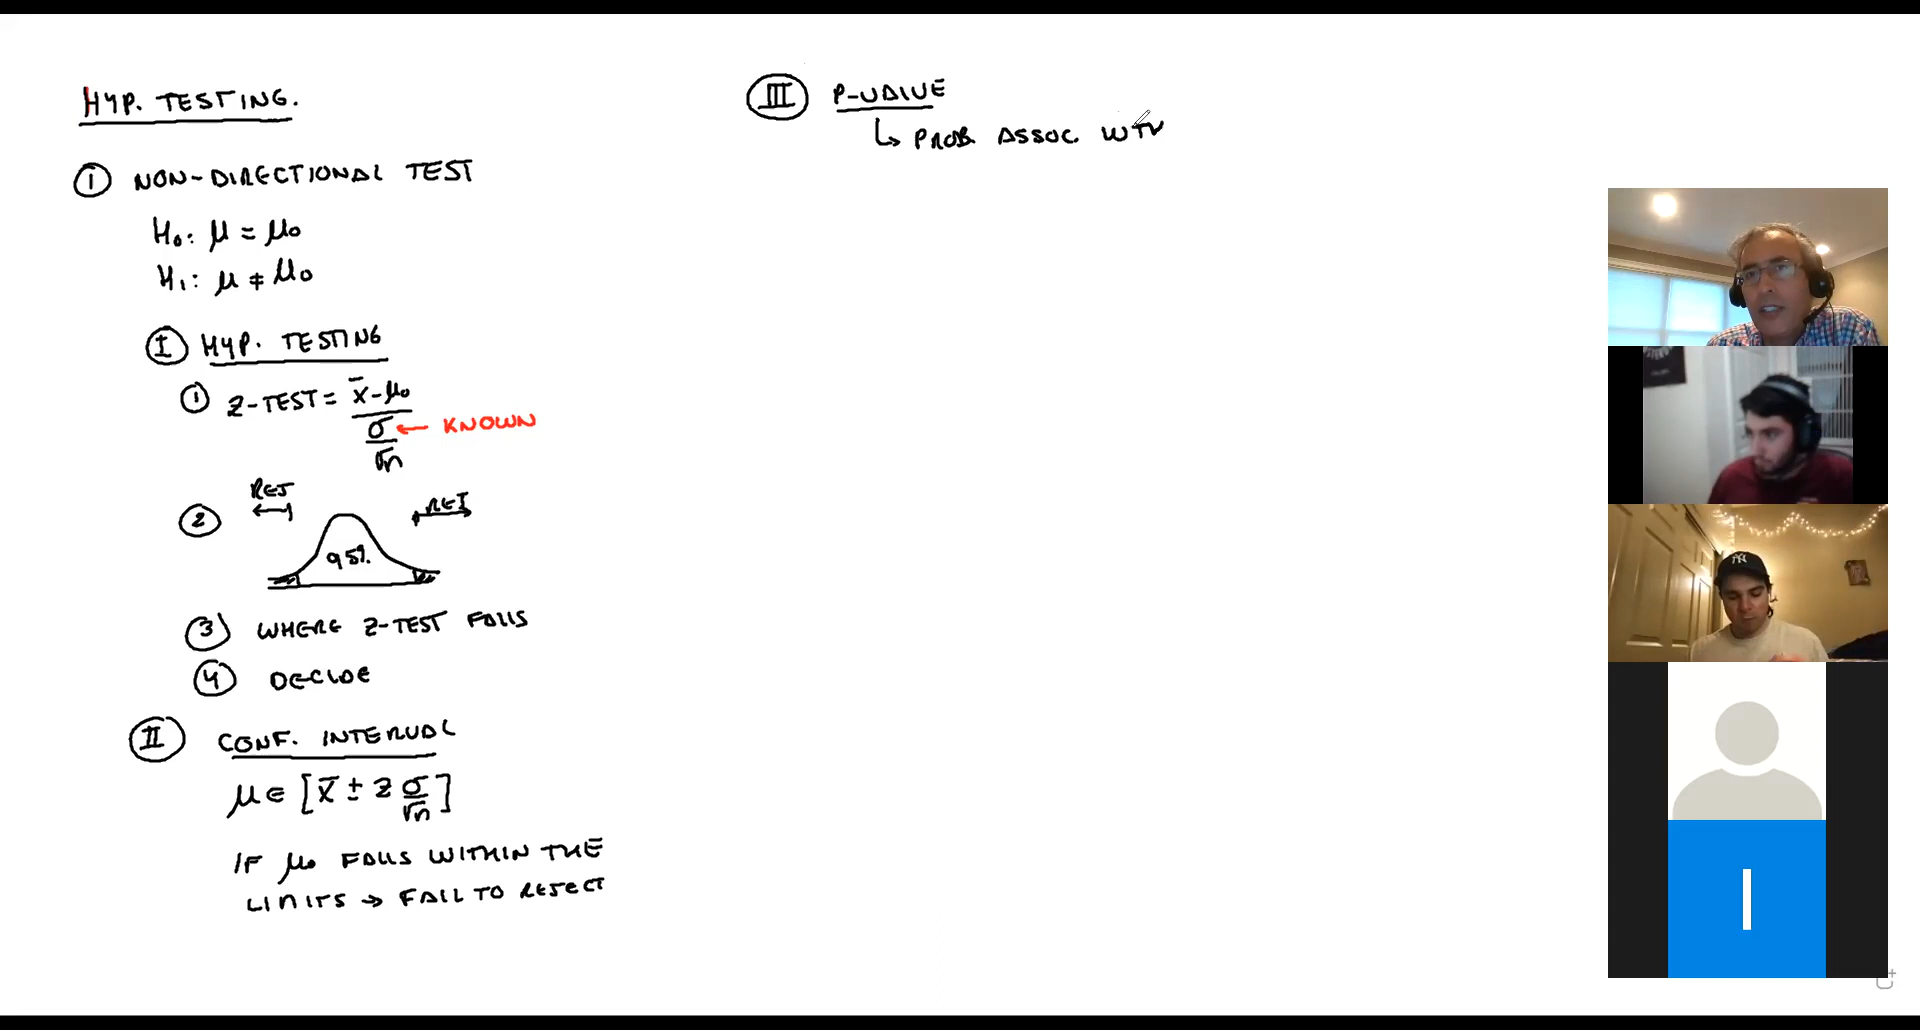 HYP. TESTING.
① NON-DIRECTIONAL TEST
H₀: μ = μ₀
H₁: μ ≠ μ₀
Ⅰ HYP. TESTING
① Z-TEST = (x̄ - μ₀) / (σ/√n) ← KNOWN
② REJ REJ
95%
③ WHERE Z-TEST FALLS
④ DECIDE
Ⅱ CONF. INTERVAL
μ ∈ [x̄ ± z σ/√n]
IF μ₀ FALLS WITHIN THE
LIMITS → FAIL TO REJECT
Ⅲ P-VALUE
↳ PROB. ASSOC. WITH
NY
I